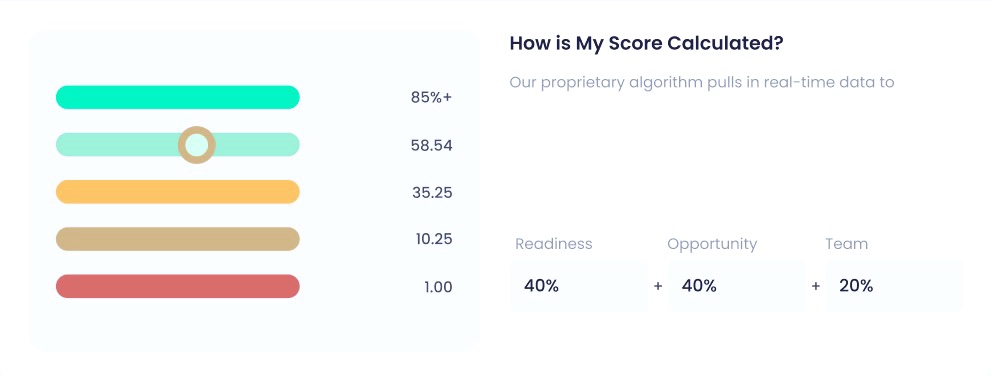 85%+
58.54
35.25
10.25
1.00
How is My Score Calculated?
Our proprietary algorithm pulls in real-time data to
Readiness Opportunity Team
40% + 40% + 20%